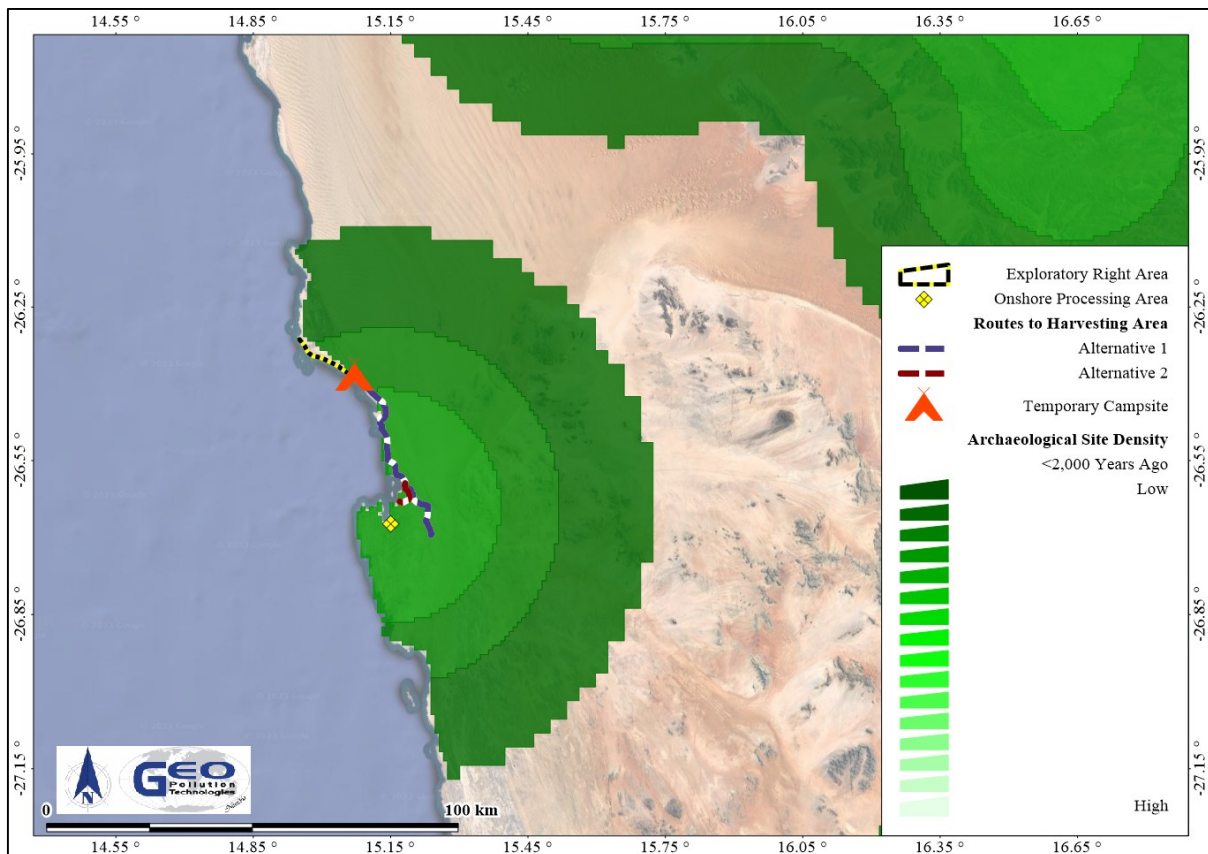 14.55 ° 14.85 ° 15.15 ° 15.45 ° 15.75 ° 16.05 ° 16.35 ° 16.65 °
-25.95 ° -25.95 °
-26.25 ° -26.25 °
-26.55 ° -26.55 °
-26.85 ° -26.85 °
-27.15 ° -27.15 °
Exploratory Right Area
Onshore Processing Area
Routes to Harvesting Area
Alternative 1
Alternative 2
Temporary Campsite
Archaeological Site Density
<2,000 Years Ago
Low
High
N
GEO
Pollution
Technologies
0 100 km
14.55 ° 14.85 ° 15.15 ° 15.45 ° 15.75 ° 16.05 ° 16.35 ° 16.65 °